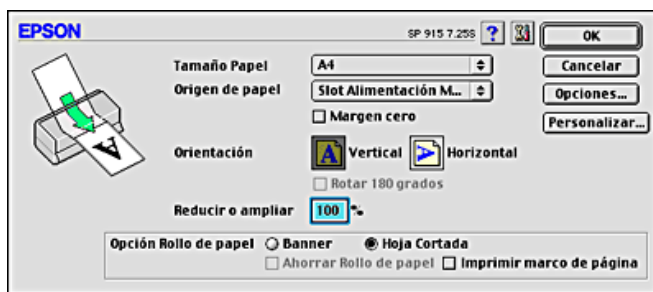 EPSON
SP 915 7.25S ? OK
Tamaño Papel A4 Cancelar
Origen de papel Slot Alimentación M... Opciones...
Margen cero Personalizar...
Orientación A Vertical A Horizontal
Rotar 180 grados
Reducir o ampliar 100 %
Opción Rollo de papel Banner Hoja Cortada
Ahorrar Rollo de papel Imprimir marco de página
A